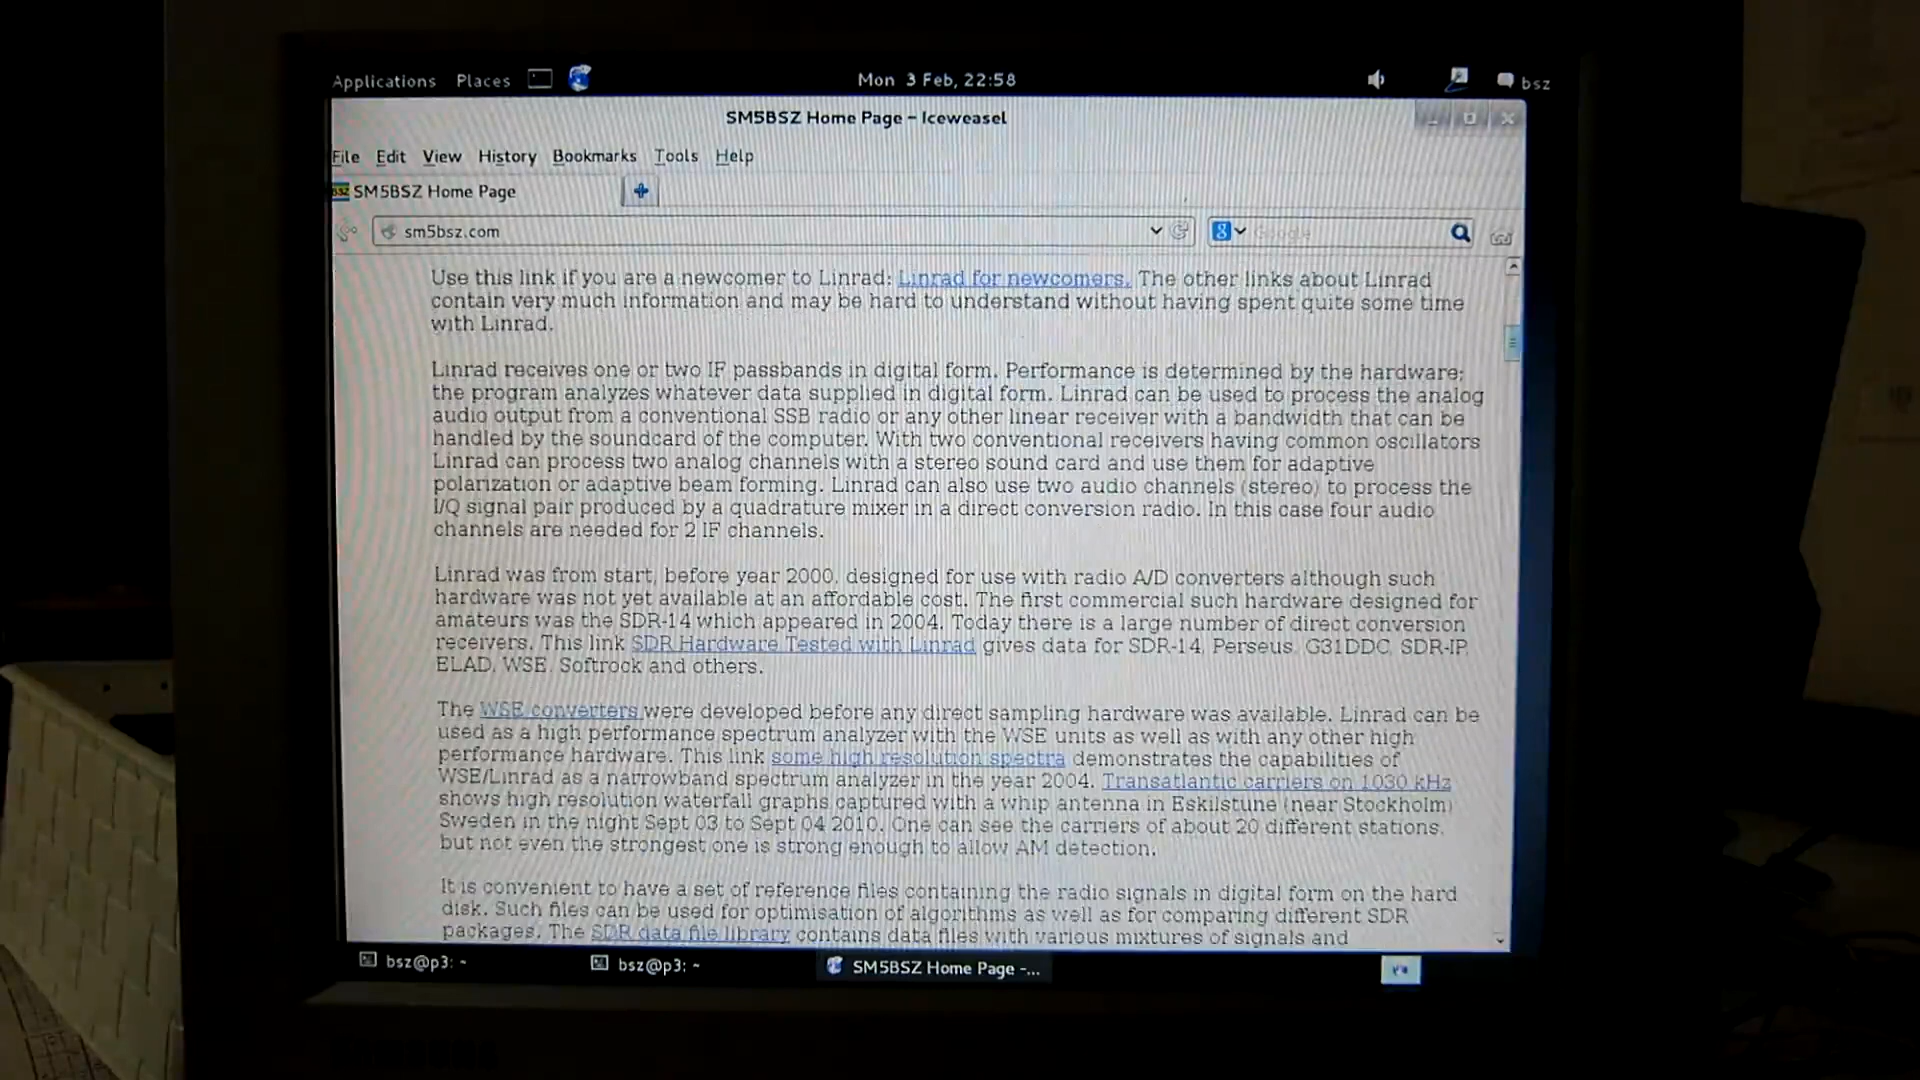 Applications Places Mon 3 Feb, 22:58 bsz
SM5BSZ Home Page - Iceweasel
File Edit View History Bookmarks Tools Help
BSZ SM5BSZ Home Page
sm5bsz.com 8 Google
Use this link if you are a newcomer to Linrad: Linrad for newcomers. The other links about Linrad
contain very much information and may be hard to understand without having spent quite some time
with Linrad.
Linrad receives one or two IF passbands in digital form. Performance is determined by the hardware;
the program analyzes whatever data supplied in digital form. Linrad can be used to process the analog
audio output from a conventional SSB radio or any other linear receiver with a bandwidth that can be
handled by the soundcard of the computer. With two conventional receivers having common oscillators
Linrad can process two analog channels with a stereo sound card and use them for adaptive
polarization or adaptive beam forming. Linrad can also use two audio channels (stereo) to process the
I/Q signal pair produced by a quadrature mixer in a direct conversion radio. In this case four audio
channels are needed for 2 IF channels.
Linrad was from start, before year 2000, designed for use with radio A/D converters although such
hardware was not yet available at an affordable cost. The first commercial such hardware designed for
amateurs was the SDR-14 which appeared in 2004. Today there is a large number of direct conversion
receivers. This link SDR Hardware Tested with Linrad gives data for SDR-14, Perseus, G31DDC, SDR-IP,
ELAD, WSE, Softrock and others.
The WSE converters were developed before any direct sampling hardware was available. Linrad can be
used as a high performance spectrum analyzer with the WSE units as well as with any other high
performance hardware. This link some high resolution spectra demonstrates the capabilities of
WSE/Linrad as a narrowband spectrum analyzer in the year 2004. Transatlantic carriers on 1030 kHz
shows high resolution waterfall graphs captured with a whip antenna in Eskilstune (near Stockholm)
Sweden in the night Sept 03 to Sept 04 2010. One can see the carriers of about 20 different stations,
but not even the strongest one is strong enough to allow AM detection.
It is convenient to have a set of reference files containing the radio signals in digital form on the hard
disk. Such files can be used for optimisation of algorithms as well as for comparing different SDR
packages. The SDR data file library contains data files with various mixtures of signals and
bsz@p3: ~ bsz@p3: ~ SM5BSZ Home Page -...